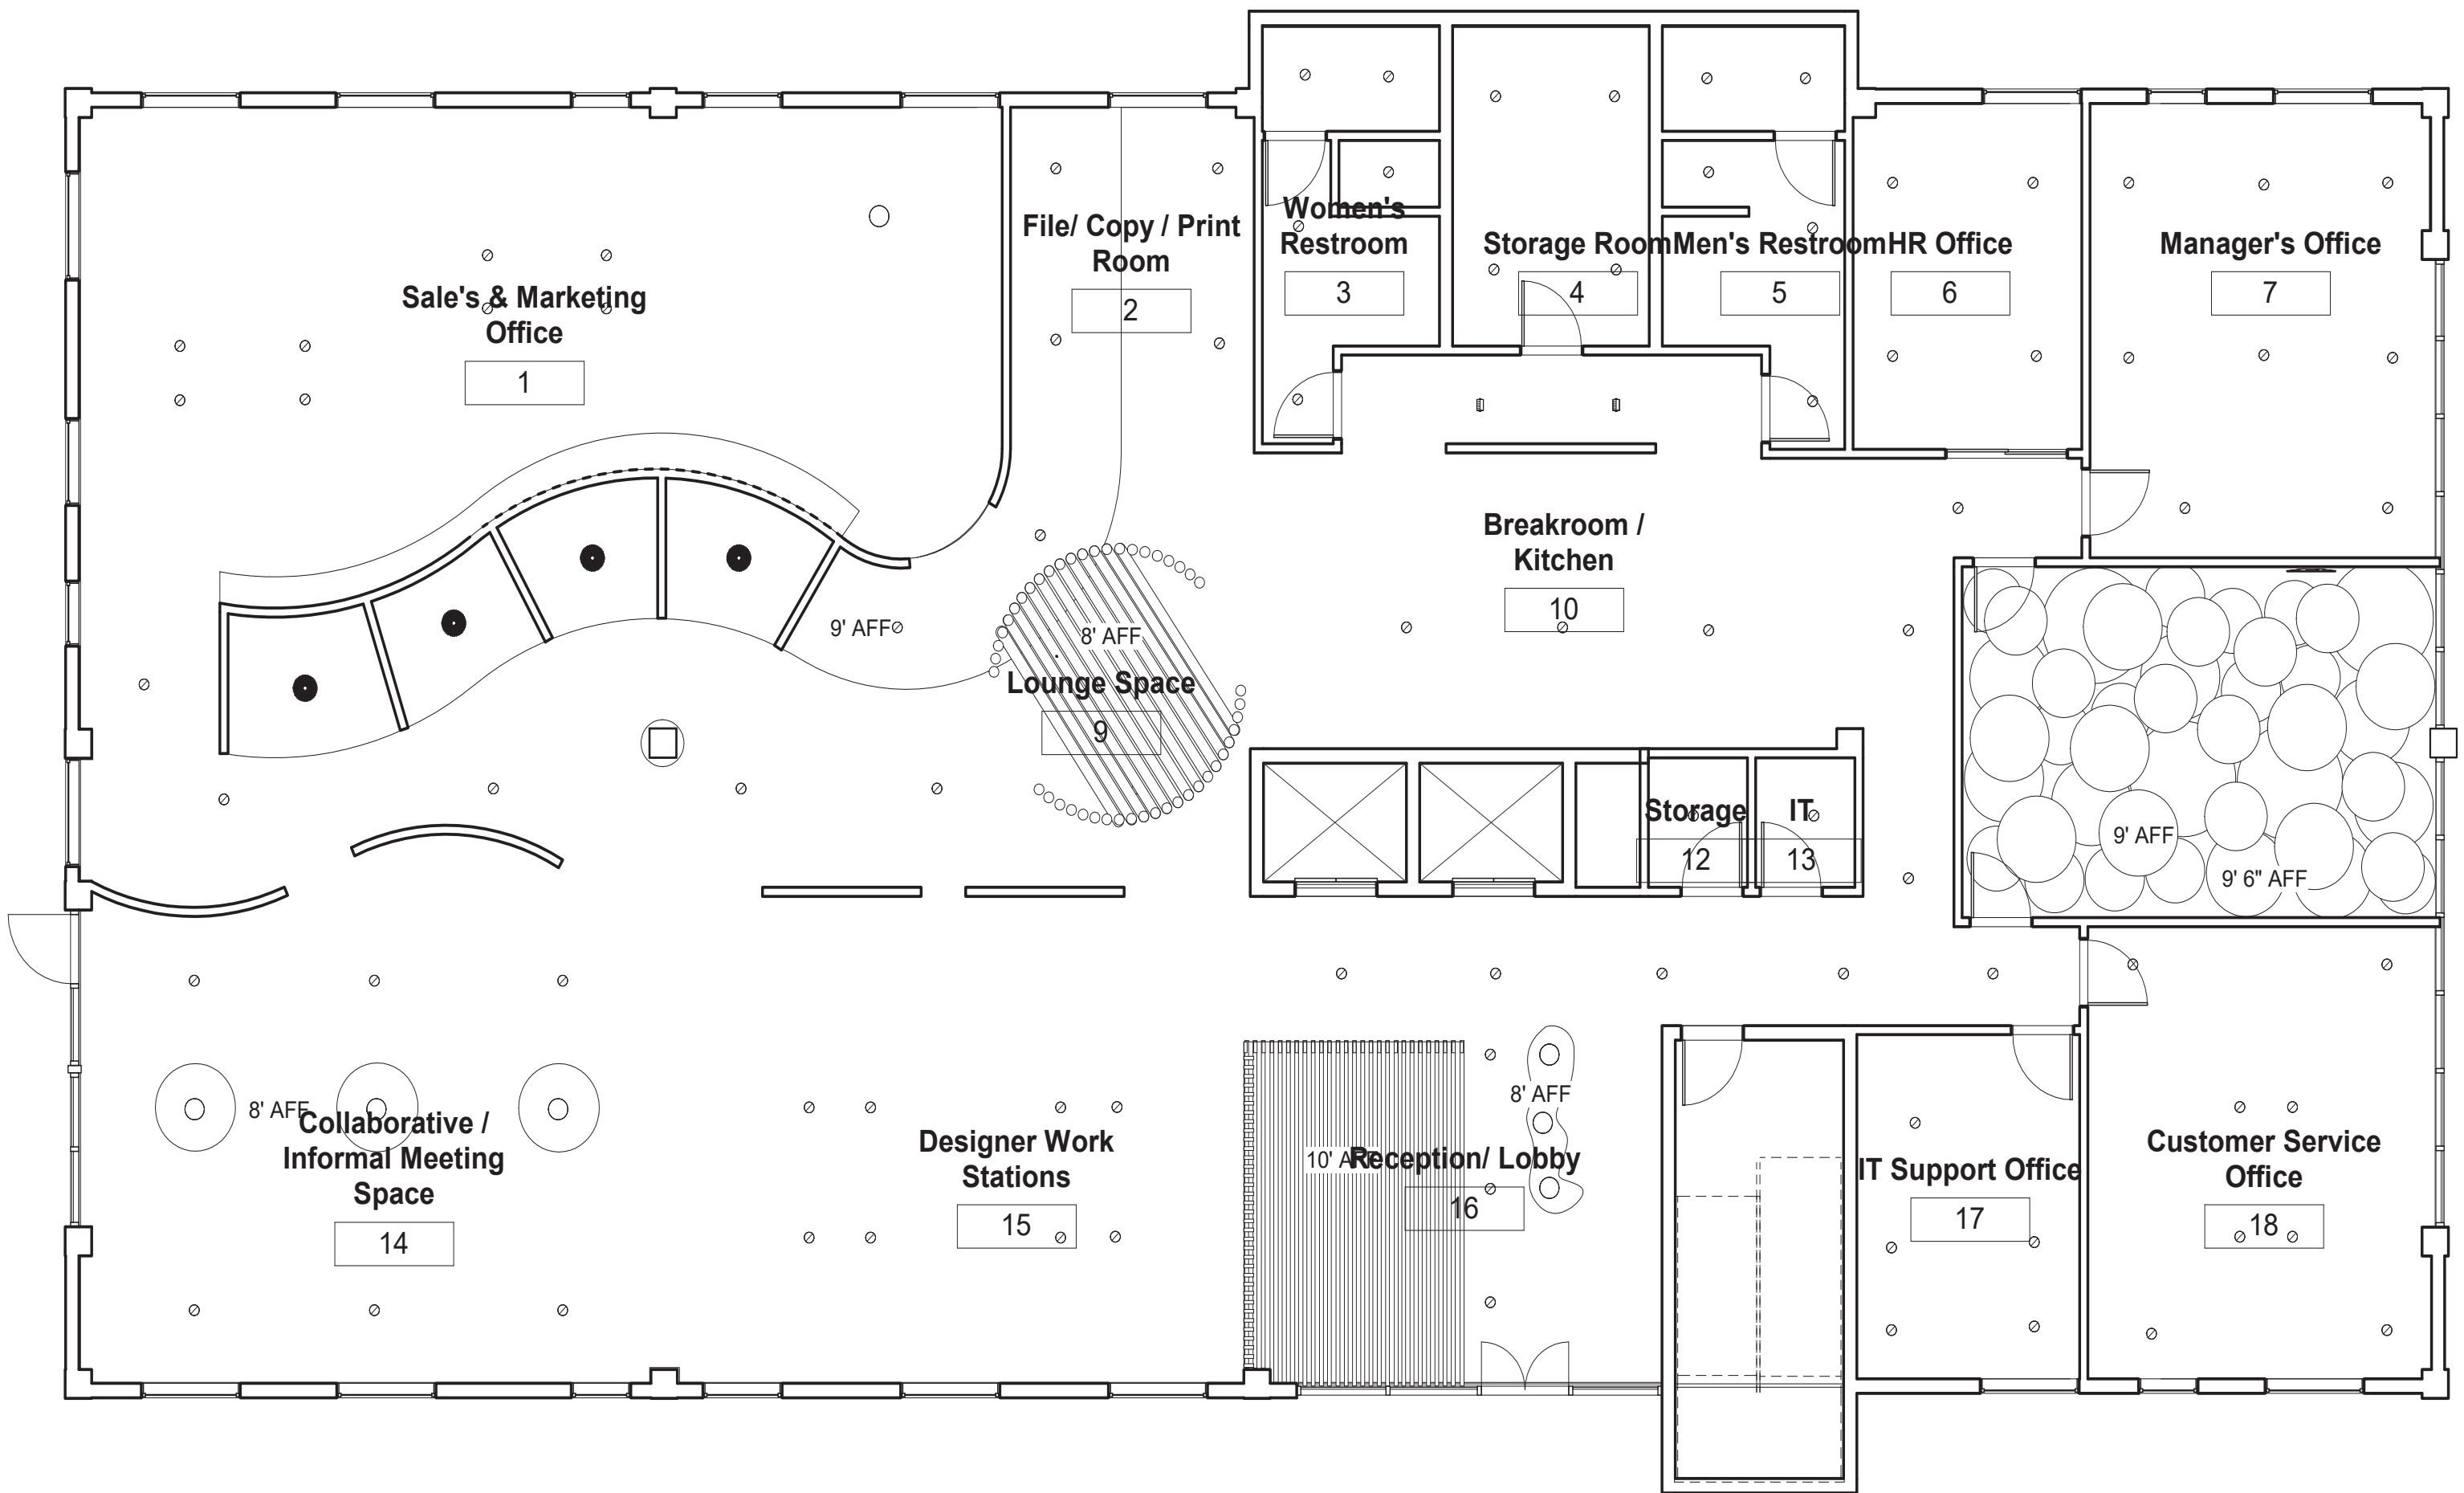 Sale's & Marketing
Office
1
File/ Copy / Print
Room
2
Women's
Restroom
3
Storage Room
4
Men's Restroom
5
HR Office
6
Manager's Office
7
Breakroom /
Kitchen
10
9' AFF
8' AFF
Lounge Space
9
Storage
12
IT
13
9' AFF
9' 6" AFF
8' AFF
Collaborative /
Informal Meeting
Space
14
Designer Work
Stations
15
8' AFF
10' AFF
Reception/ Lobby
16
IT Support Office
17
Customer Service
Office
18